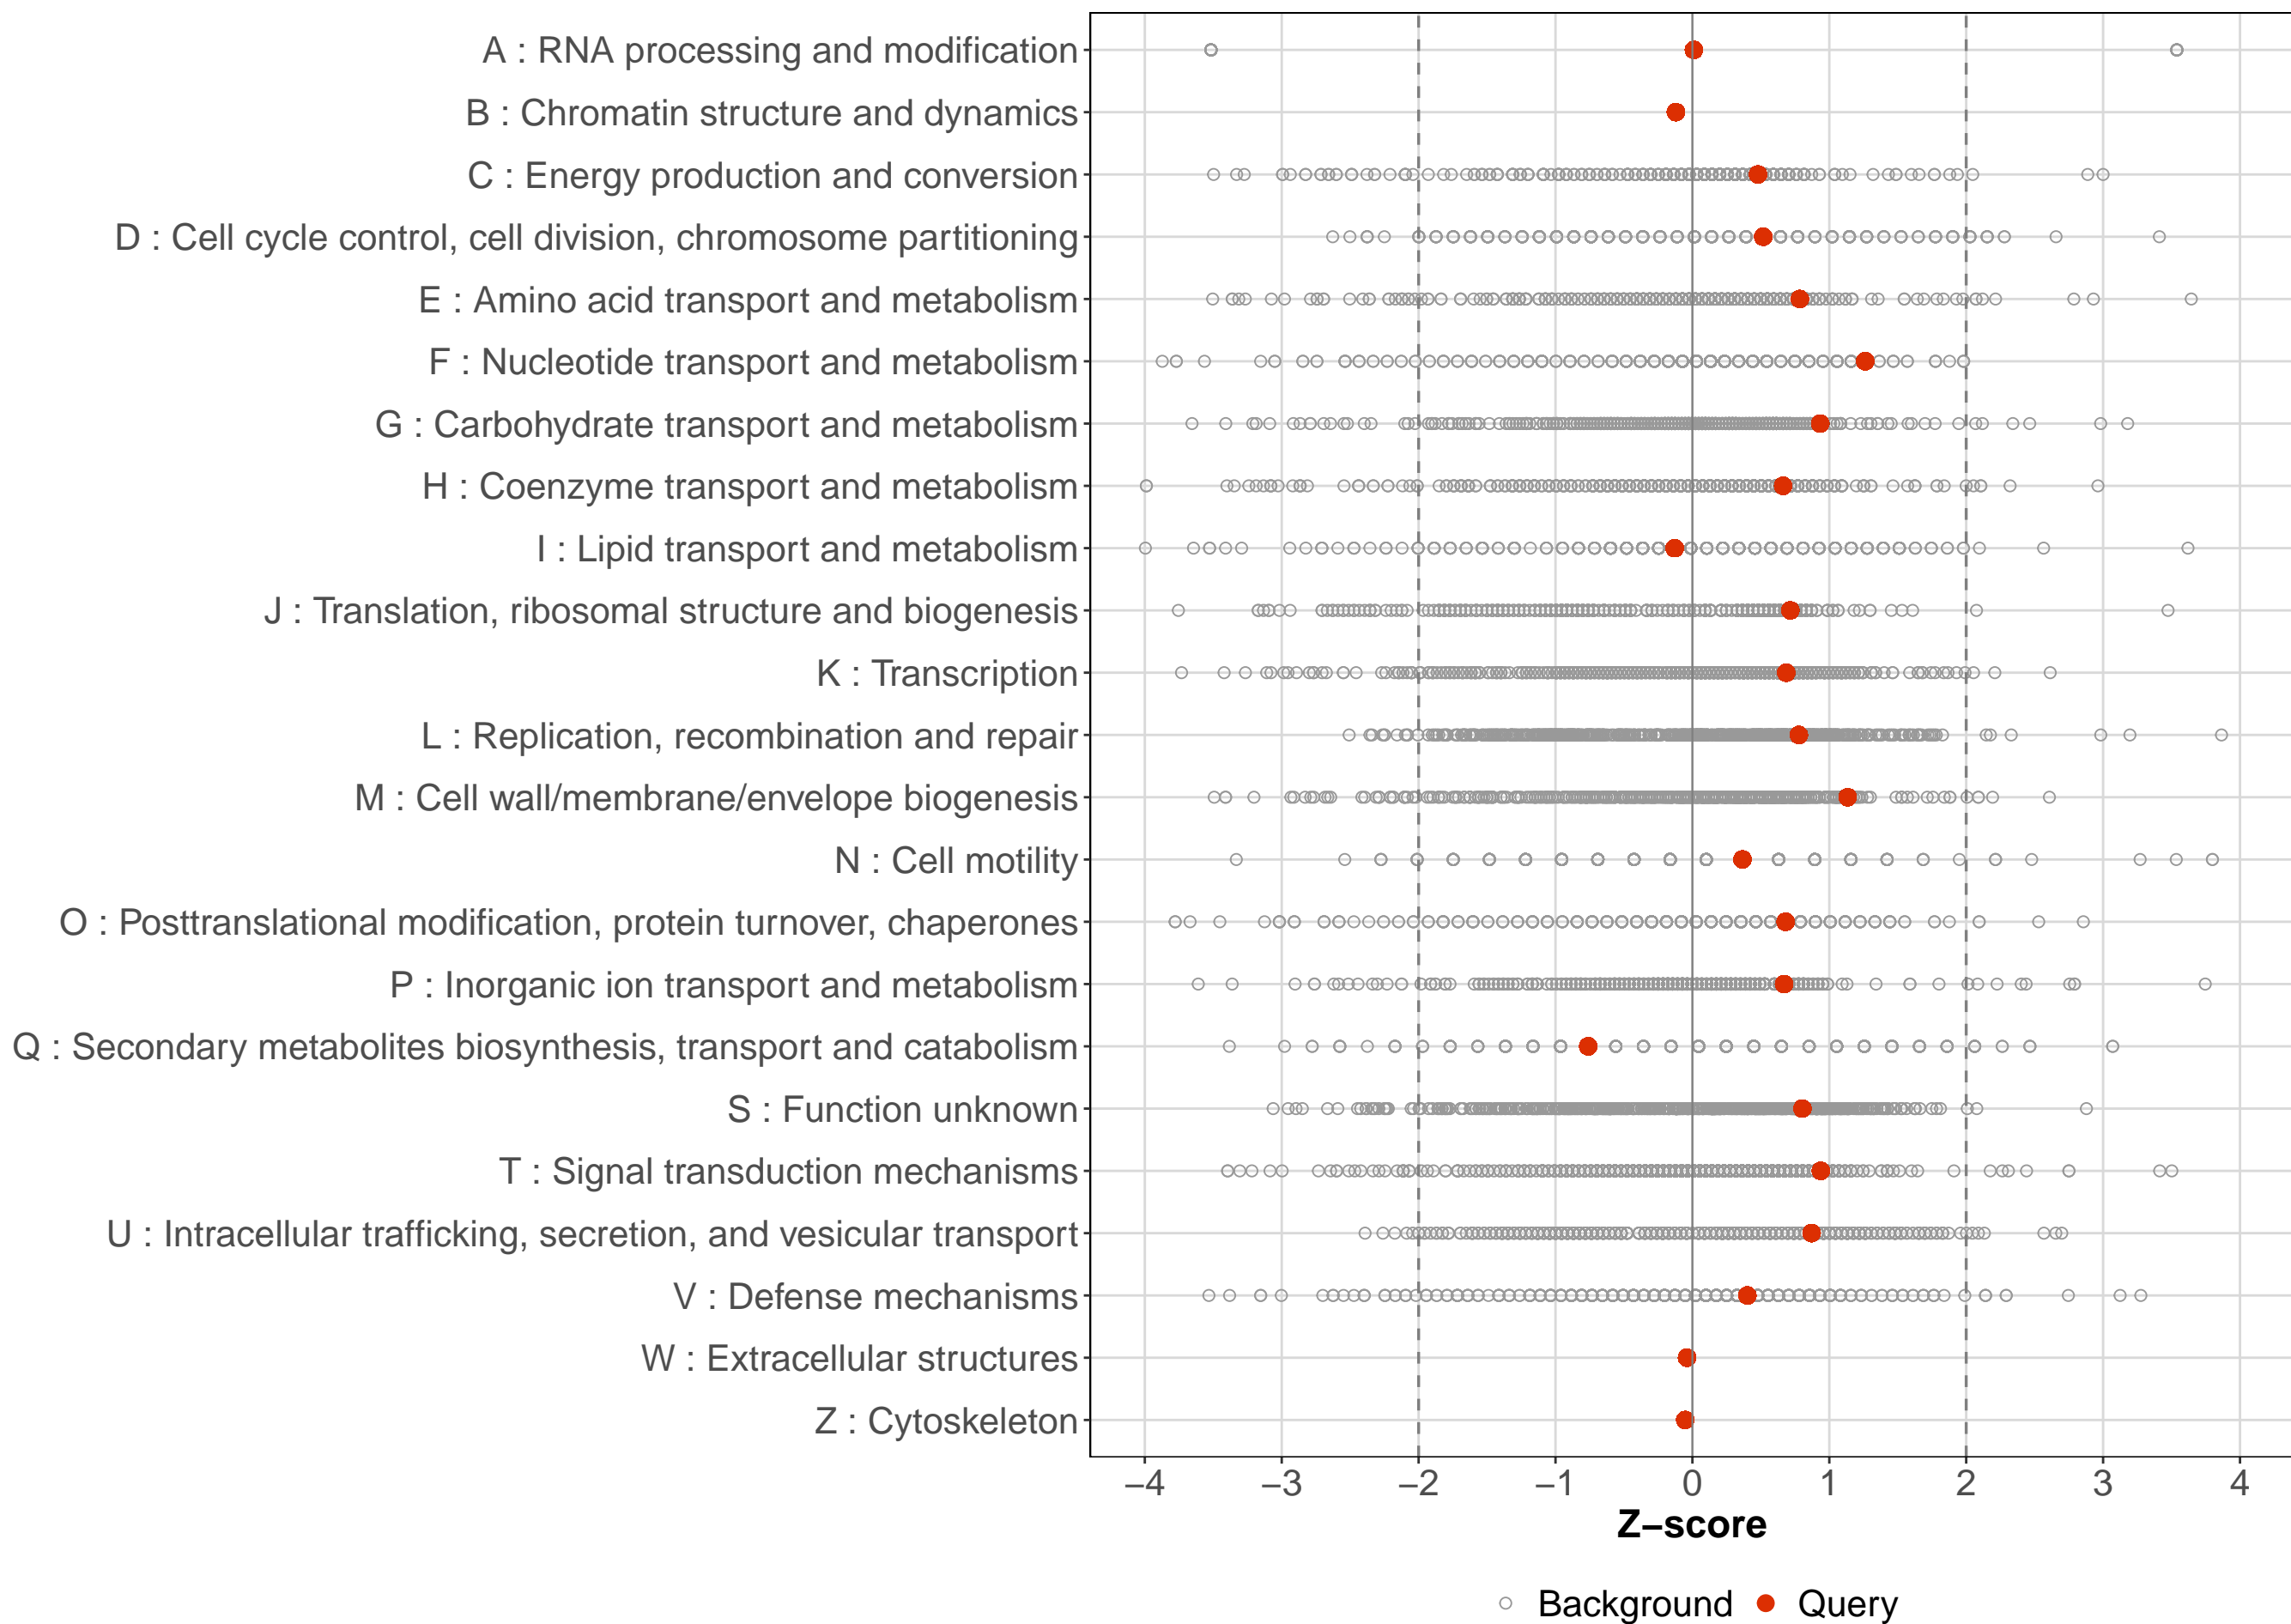 A : RNA processing and modification
B : Chromatin structure and dynamics
C : Energy production and conversion
D : Cell cycle control, cell division, chromosome partitioning
E : Amino acid transport and metabolism
F : Nucleotide transport and metabolism
G : Carbohydrate transport and metabolism
H : Coenzyme transport and metabolism
I : Lipid transport and metabolism
J : Translation, ribosomal structure and biogenesis
K : Transcription
L : Replication, recombination and repair
M : Cell wall/membrane/envelope biogenesis
N : Cell motility
O : Posttranslational modification, protein turnover, chaperones
P : Inorganic ion transport and metabolism
Q : Secondary metabolites biosynthesis, transport and catabolism
S : Function unknown
T : Signal transduction mechanisms
U : Intracellular trafficking, secretion, and vesicular transport
V : Defense mechanisms
W : Extracellular structures
Z : Cytoskeleton
−4 −3 −2 −1 0 1 2 3 4
Z−score
Background Query